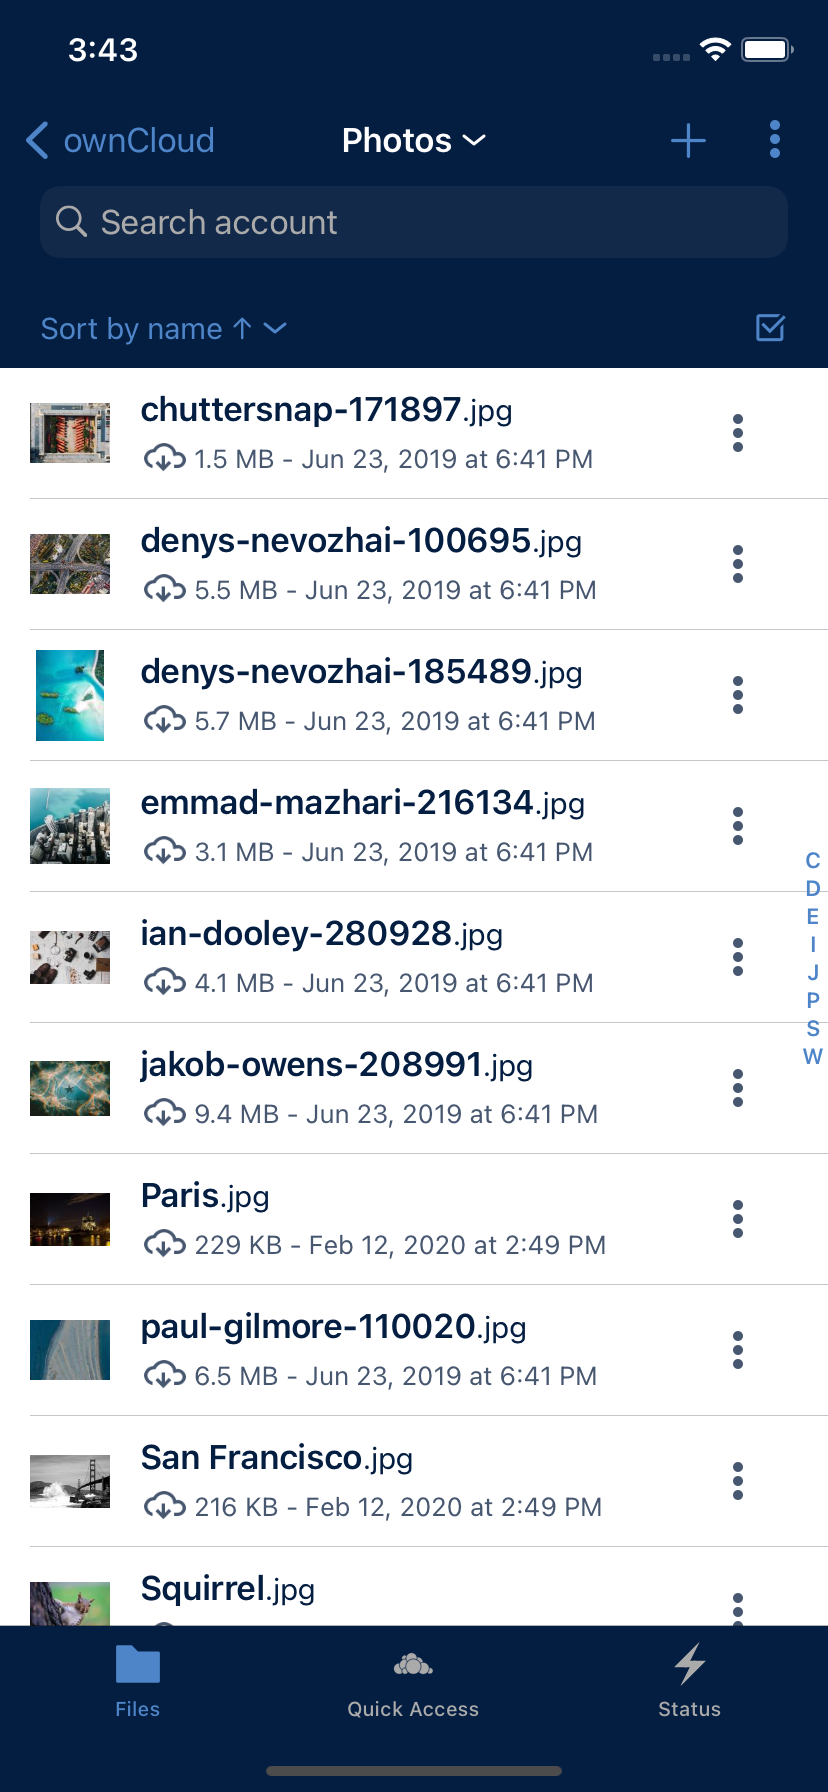 3:43
ownCloud
Photos
Search account
Sort by name ↑
chuttersnap-171897.jpg
1.5 MB - Jun 23, 2019 at 6:41 PM
denys-nevozhai-100695.jpg
5.5 MB - Jun 23, 2019 at 6:41 PM
denys-nevozhai-185489.jpg
5.7 MB - Jun 23, 2019 at 6:41 PM
emmad-mazhari-216134.jpg
3.1 MB - Jun 23, 2019 at 6:41 PM
ian-dooley-280928.jpg
4.1 MB - Jun 23, 2019 at 6:41 PM
jakob-owens-208991.jpg
9.4 MB - Jun 23, 2019 at 6:41 PM
Paris.jpg
229 KB - Feb 12, 2020 at 2:49 PM
paul-gilmore-110020.jpg
6.5 MB - Jun 23, 2019 at 6:41 PM
San Francisco.jpg
216 KB - Feb 12, 2020 at 2:49 PM
Squirrel.jpg
C
D
E
I
J
P
S
W
Files
Quick Access
Status